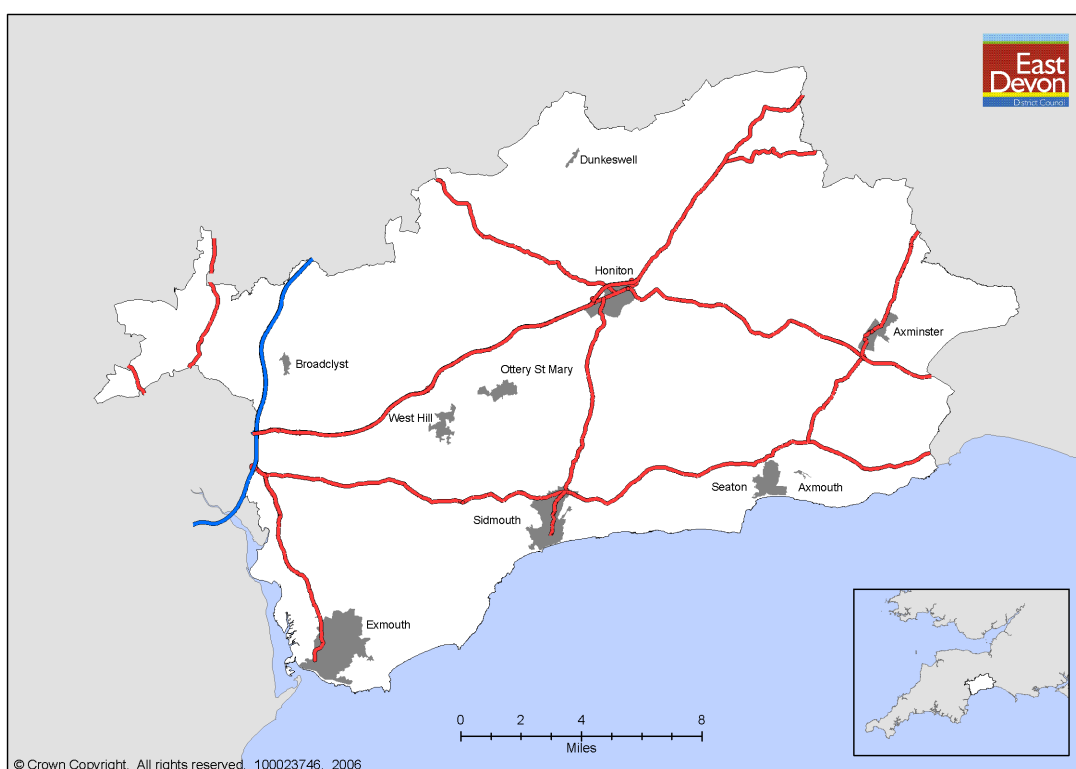 East
Devon
District Council
Dunkeswell
Honiton
Axminster
Broadclyst
Ottery St Mary
West Hill
Seaton
Axmouth
Sidmouth
Exmouth
0 2 4 8
Miles
© Crown Copyright. All rights reserved. 100023746. 2006